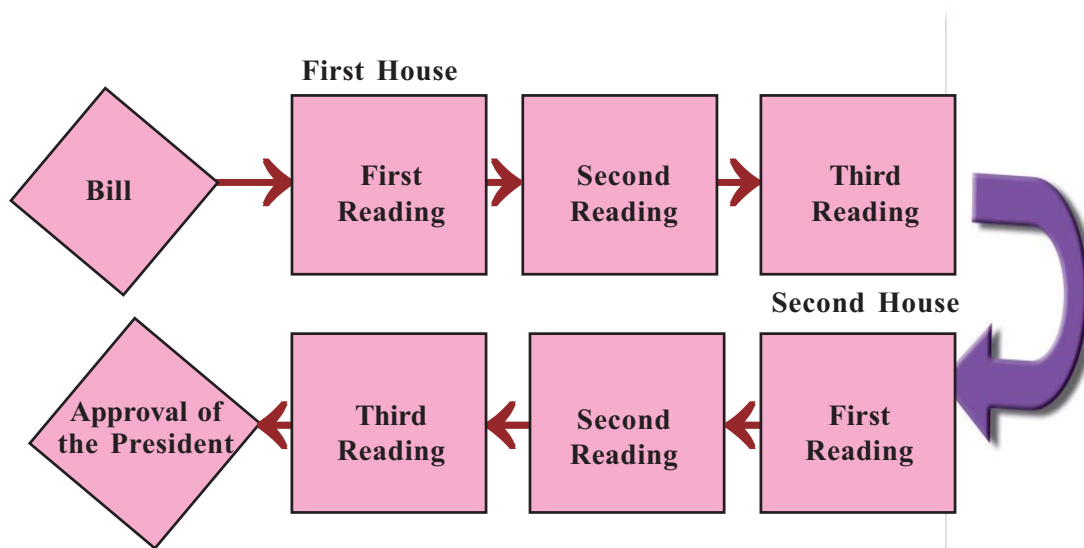 First House
Bill
First
Reading
Second
Reading
Third
Reading
Second House
First
Reading
Second
Reading
Third
Reading
Approval of
the President